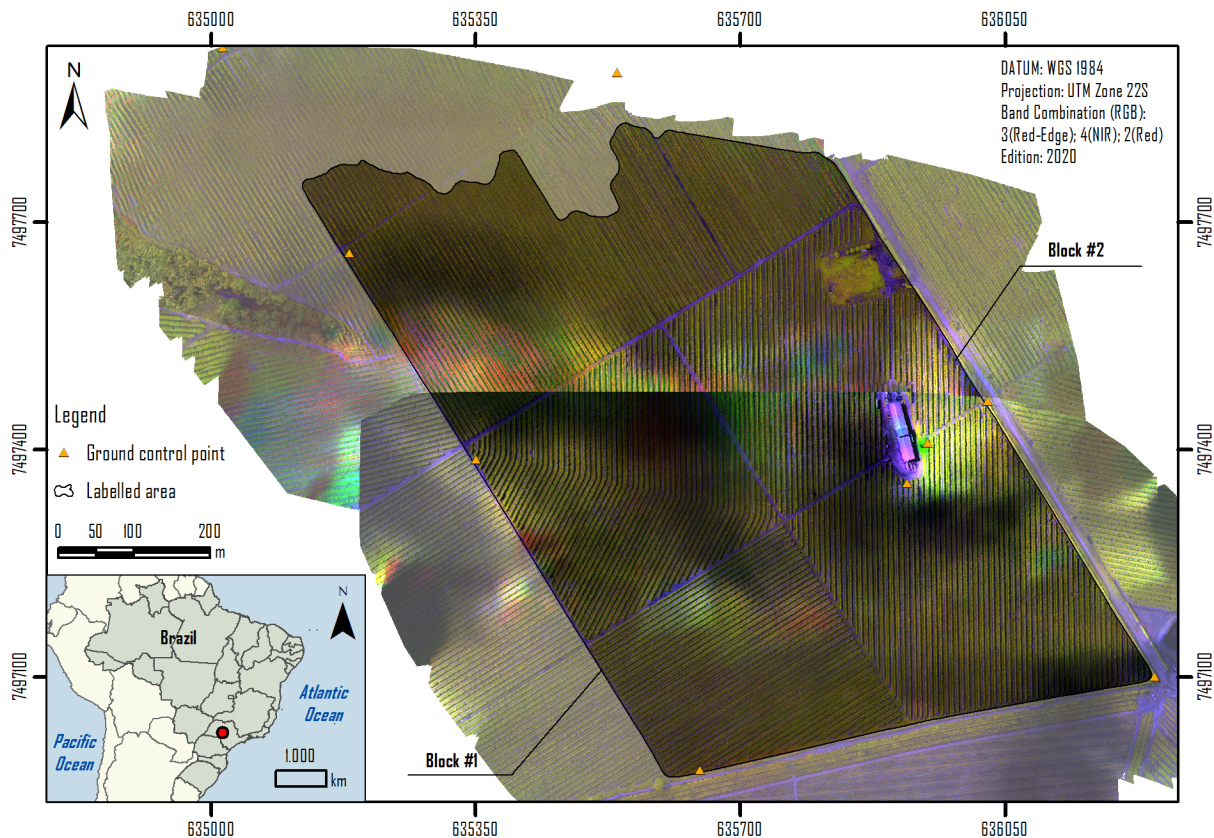 635000
635350
635700
636050
N
DATUM: WGS 1984
Projection: UTM Zone 22S
Band Combination (RGB):
3(Red-Edge); 4(NIR); 2(Red)
Edition: 2020
7497700
7497700
Block #2
Legend
Ground control point
Labelled area
7497400
7497400
0 50 100 200
m
N
Brazil
Atlantic
Ocean
Pacific
Ocean
1.000
km
7497100
7497100
Block #1
635000
635350
635700
636050